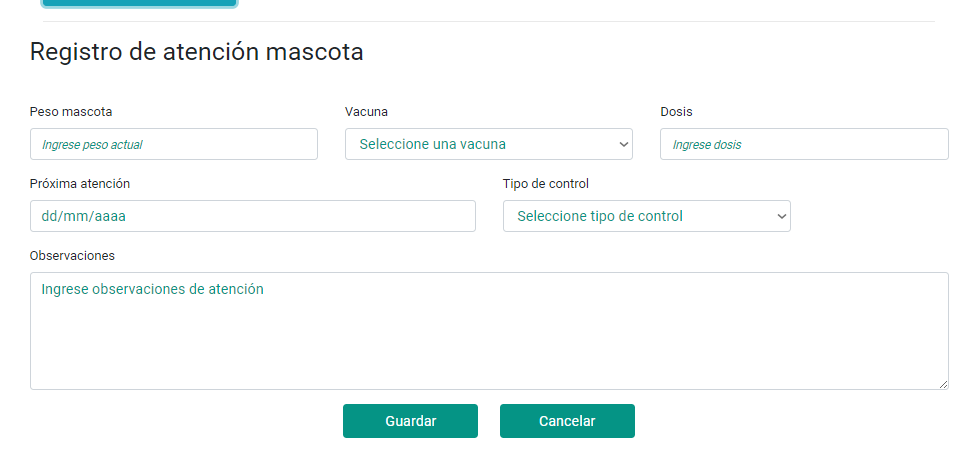 Registro de atención mascota
Peso mascota Vacuna Dosis
Ingrese peso actual Seleccione una vacuna Ingrese dosis
Próxima atención Tipo de control
dd/mm/aaaa Seleccione tipo de control
Observaciones
Ingrese observaciones de atención
Guardar Cancelar